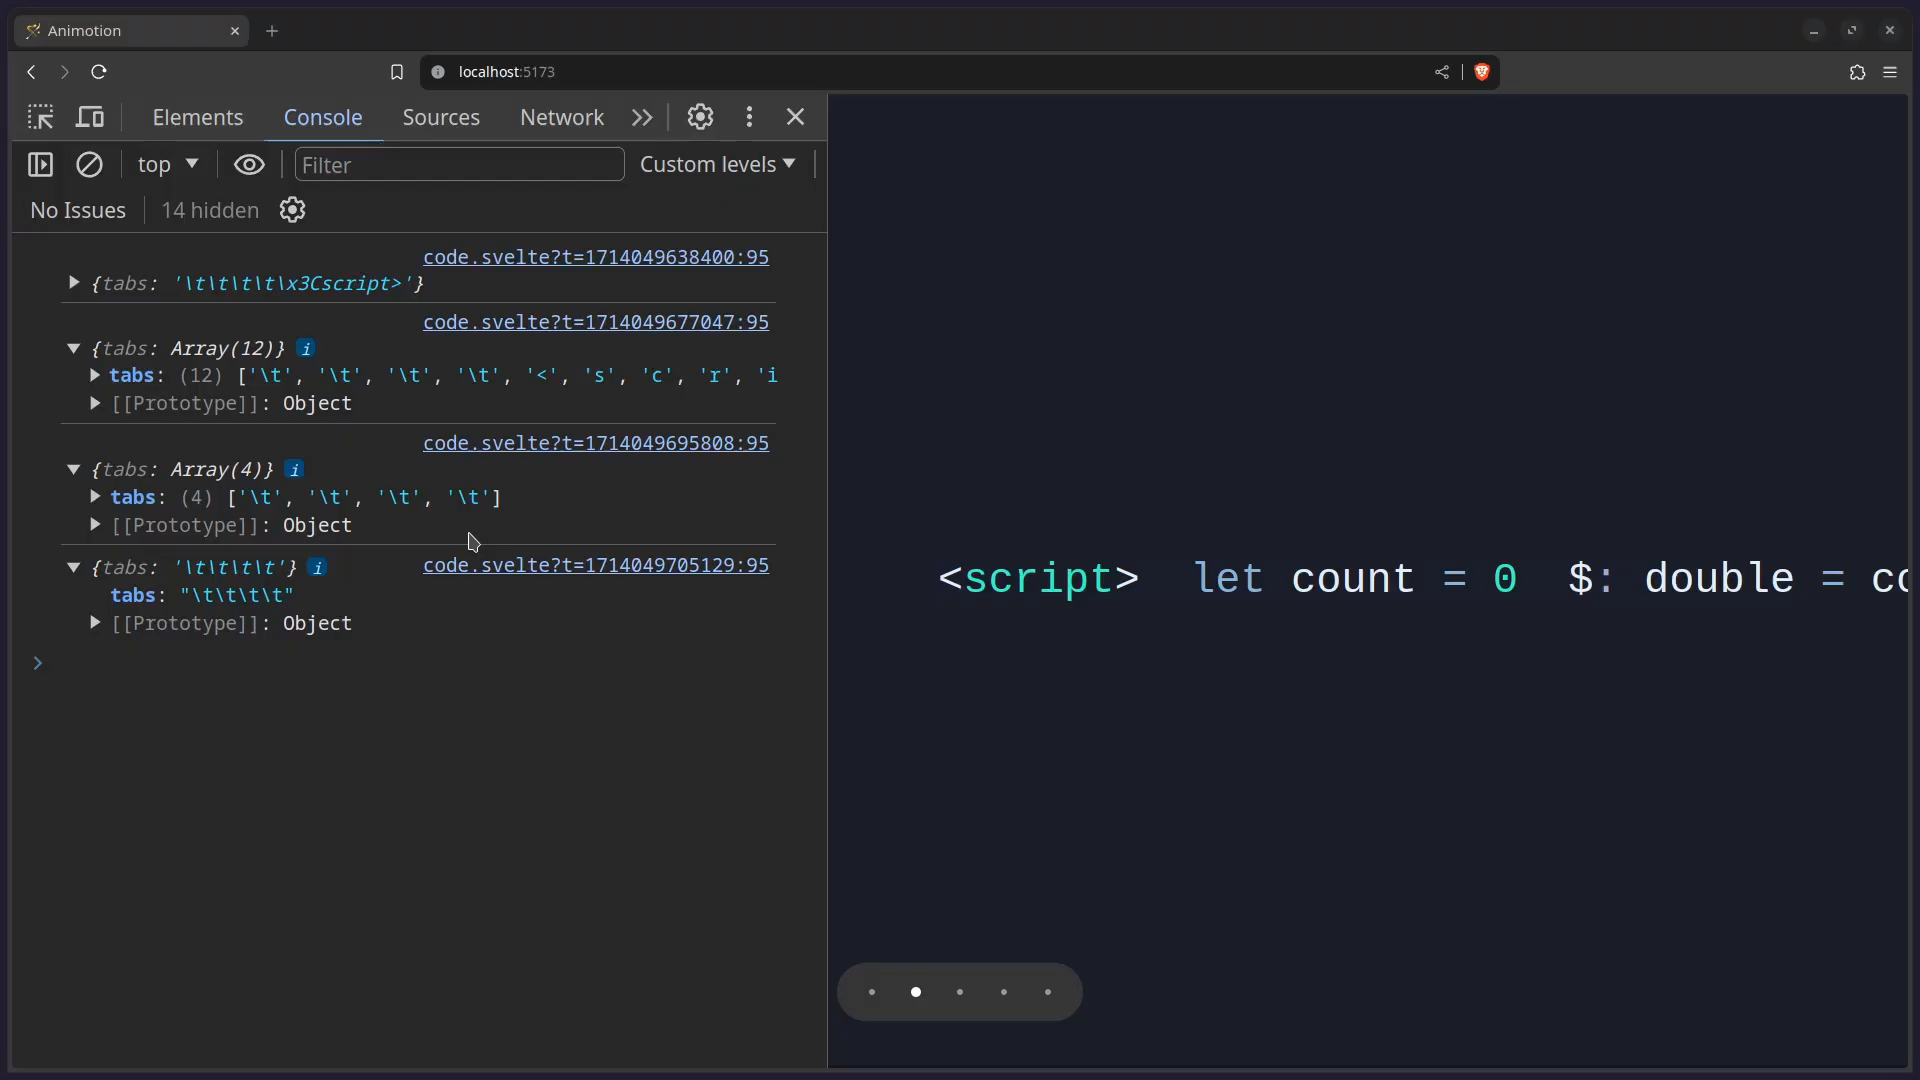 Animotion
localhost:5173
Elements Console Sources Network
top Filter Custom levels
No Issues 14 hidden
code.svelte?t=1714049638400:95
{tabs: '\t\t\t\t\x3Cscript>'}
code.svelte?t=1714049677047:95
{tabs: Array(12)} i
tabs: (12) ['\t', '\t', '\t', '\t', '<', 's', 'c', 'r', 'i
[[Prototype]]: Object
code.svelte?t=1714049695808:95
{tabs: Array(4)} i
tabs: (4) ['\t', '\t', '\t', '\t']
[[Prototype]]: Object
{tabs: '\t\t\t\t'} i code.svelte?t=1714049705129:95
tabs: "\t\t\t\t"
[[Prototype]]: Object
<script> let count = 0 $: double = co